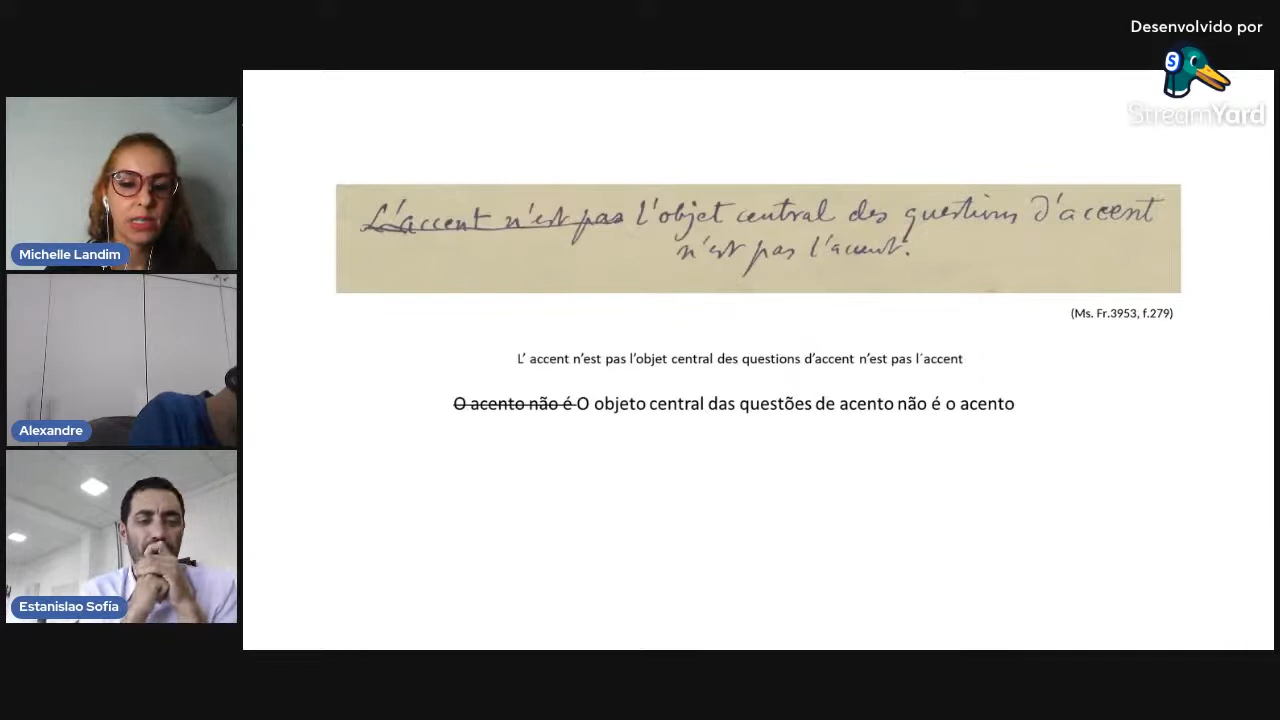 Desenvolvido por
StreamYard
Michelle Landim
Alexandre
Estanislao Sofía
L'accent n'est pas l'objet central des questions d'accent
n'est pas l'accent.
(Ms. Fr.3953, f.279)
L’ accent n’est pas l’objet central des questions d’accent n’est pas l´accent
O acento não é O objeto central das questões de acento não é o acento